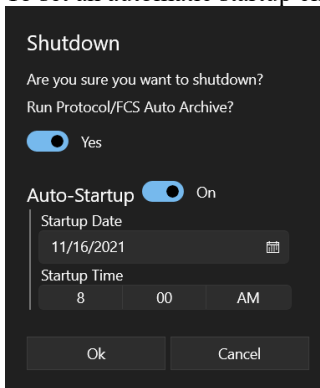 Shutdown
Are you sure you want to shutdown?
Run Protocol/FCS Auto Archive?
Yes
Auto-Startup On
Startup Date
11/16/2021
Startup Time
8 00 AM
Ok Cancel